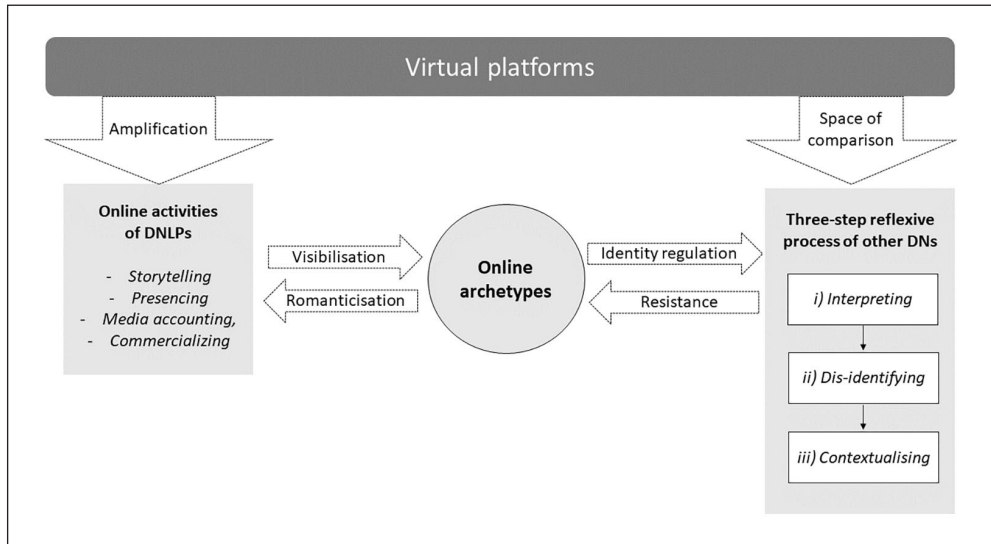 Virtual platforms
Amplification
Space of
comparison
Online activities
of DNLPs
- Storytelling
- Presencing
- Media accounting,
- Commercializing
Visibilisation
Romanticisation
Online
archetypes
Identity regulation
Resistance
Three-step reflexive
process of other DNs
i) Interpreting
ii) Dis-identifying
iii) Contextualising